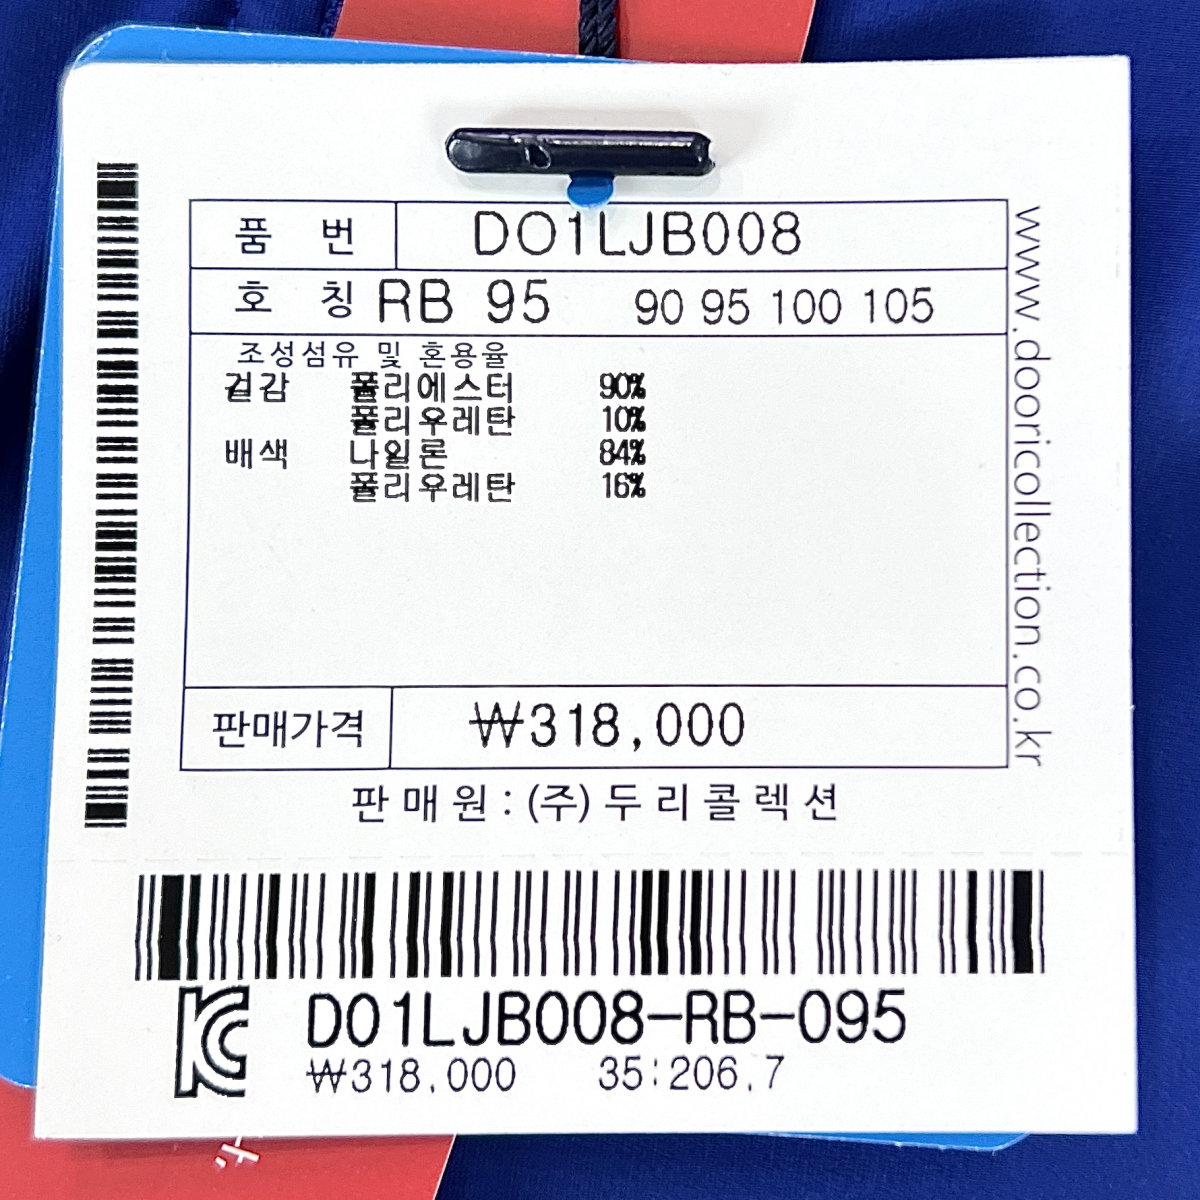 품 번 DO1LJB008
호 칭 RB 95 90 95 100 105
조성섬유 및 혼용율
겉감 폴리에스터 90%
폴리우레탄 10%
배색 나일론 84%
폴리우레탄 16%
판매가격 ₩318,000
판매원 : (주)두리콜렉션
www.dooricollection.co.kr
KC DO1LJB008-RB-095
₩318,000 35:206.7